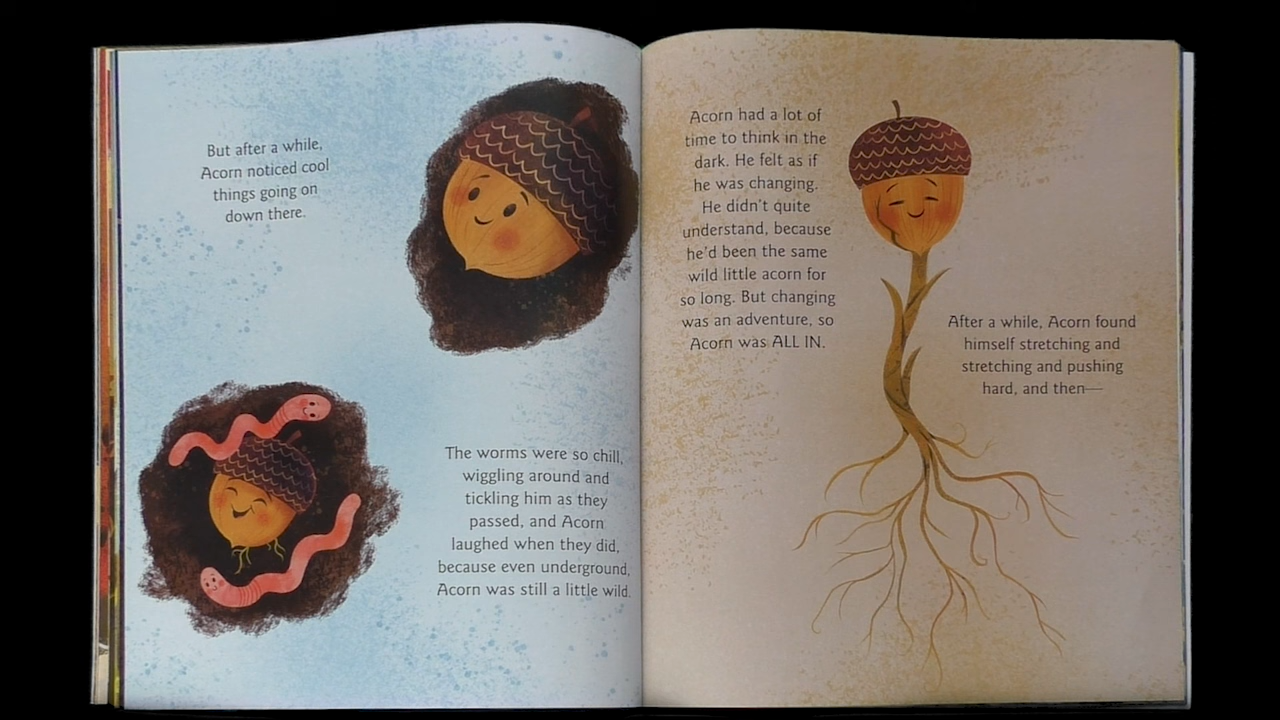 But after a while,
Acorn noticed cool
things going on
down there.
The worms were so chill,
wiggling around and
tickling him as they
passed, and Acorn
laughed when they did,
because even underground,
Acorn was still a little wild.
Acorn had a lot of
time to think in the
dark. He felt as if
he was changing.
He didn't quite
understand, because
he'd been the same
wild little acorn for
so long. But changing
was an adventure, so
Acorn was ALL IN.
After a while, Acorn found
himself stretching and
stretching and pushing
hard, and then—